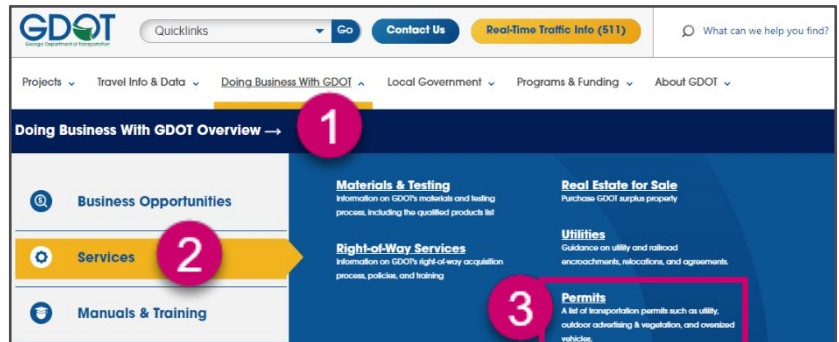 GDOT
Georgia Department of Transportation
Quicklinks
Go
Contact Us
Real-Time Traffic Info (511)
What can we help you find?
Projects
Travel Info & Data
Doing Business With GDOT
Local Government
Programs & Funding
About GDOT
Doing Business With GDOT Overview →
1
Business Opportunities
Services
2
Manuals & Training
Materials & Testing
Information on GDOT's materials and testing
process, including the qualified products list
Right-of-Way Services
Information on GDOT's right-of-way acquisition
process, policies, and training
Real Estate for Sale
Purchase GDOT surplus property
Utilities
Guidance on utility and railroad
encroachments, relocations, and agreements.
3
Permits
A list of transportation permits such as utility,
outdoor advertising & vegetation, and oversized
vehicles.